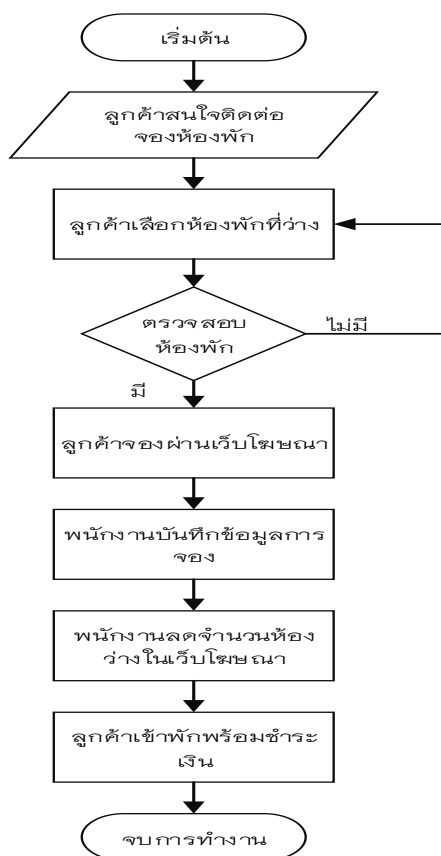 เริ่มต้น
ลูกค้าสนใจติดต่อ
จองห้องพัก
ลูกค้าเลือกห้องพักที่ว่าง
ตรวจสอบ
ห้องพัก
ไม่มี
มี
ลูกค้าจองผ่านเว็บโฆษณา
พนักงานบันทึกข้อมูลการ
จอง
พนักงานลดจำนวนห้อง
ว่างในเว็บโฆษณา
ลูกค้าเข้าพักพร้อมชำระ
เงิน
จบการทำงาน